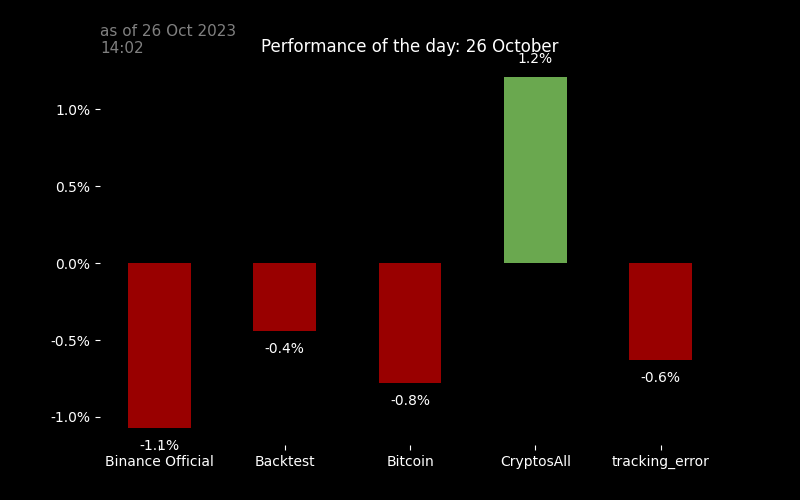 as of 26 Oct 2023
14:02
Performance of the day: 26 October
1.2%
1.0%
0.5%
0.0%
-0.5%
-1.0%
-0.4%
-0.8%
-0.6%
-1.1%
Binance Official
Backtest
Bitcoin
CryptosAll
tracking_error